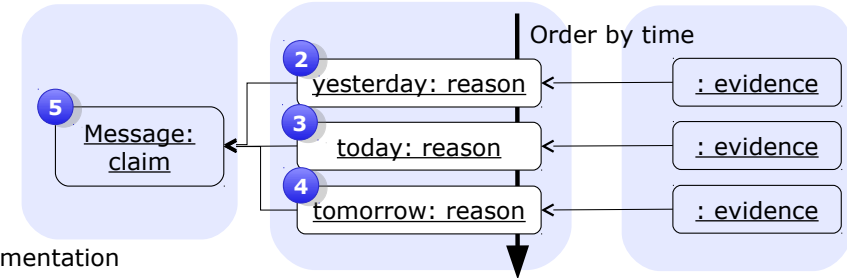 Order by time
2
yesterday: reason
: evidence
5
Message:
claim
3
today: reason
: evidence
4
tomorrow: reason
: evidence
mentation